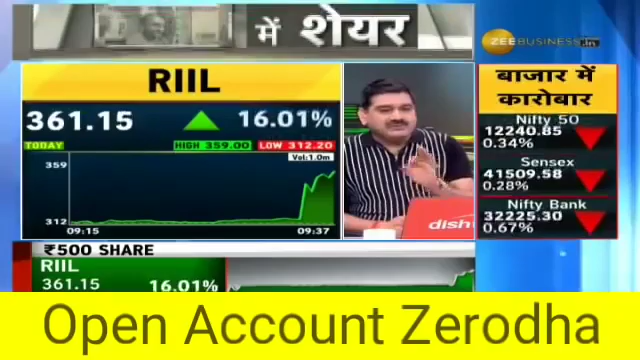 में शेयर
ZEEBUSINESS.in
RIIL
361.15 16.01%
TODAY HIGH 359.00 LOW 312.20
Vol:1.0m
359
312
09:15 09:37
dish
बाजार में
कारोबार
Nifty 50
12240.85
0.34%
Sensex
41509.58
0.28%
Nifty Bank
32225.30
0.67%
₹500 SHARE
RIIL
361.15 16.01%
Open Account Zerodha